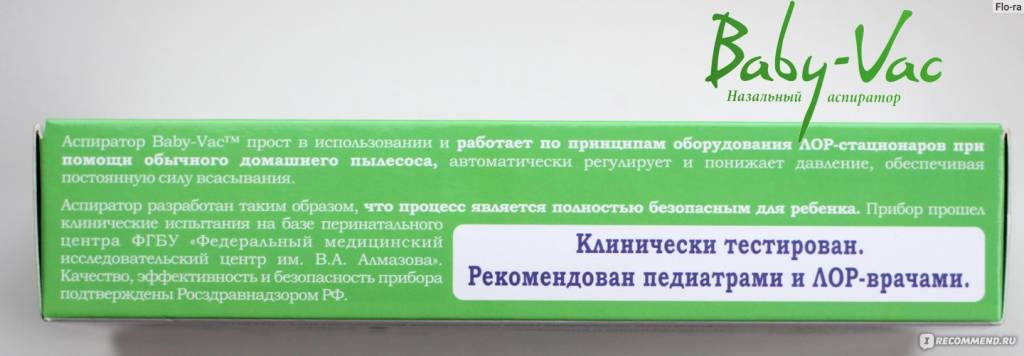 Flo-ra
Baby-Vac
Назальный аспиратор
Аспиратор Baby-Vac™ прост в использовании и работает по принципам оборудования ЛОР-стационаров при
помощи обычного домашнего пылесоса, автоматически регулирует и понижает давление, обеспечивая
постоянную силу всасывания.
Аспиратор разработан таким образом, что процесс является полностью безопасным для ребенка. Прибор прошел
клинические испытания на базе перинатального
центра ФГБУ «Федеральный медицинский
исследовательский центр им. В.А. Алмазова».
Качество, эффективность и безопасность прибора
подтверждены Росздравнадзором РФ.
Клинически тестирован.
Рекомендован педиатрами и ЛОР-врачами.
RECOMMEND.RU